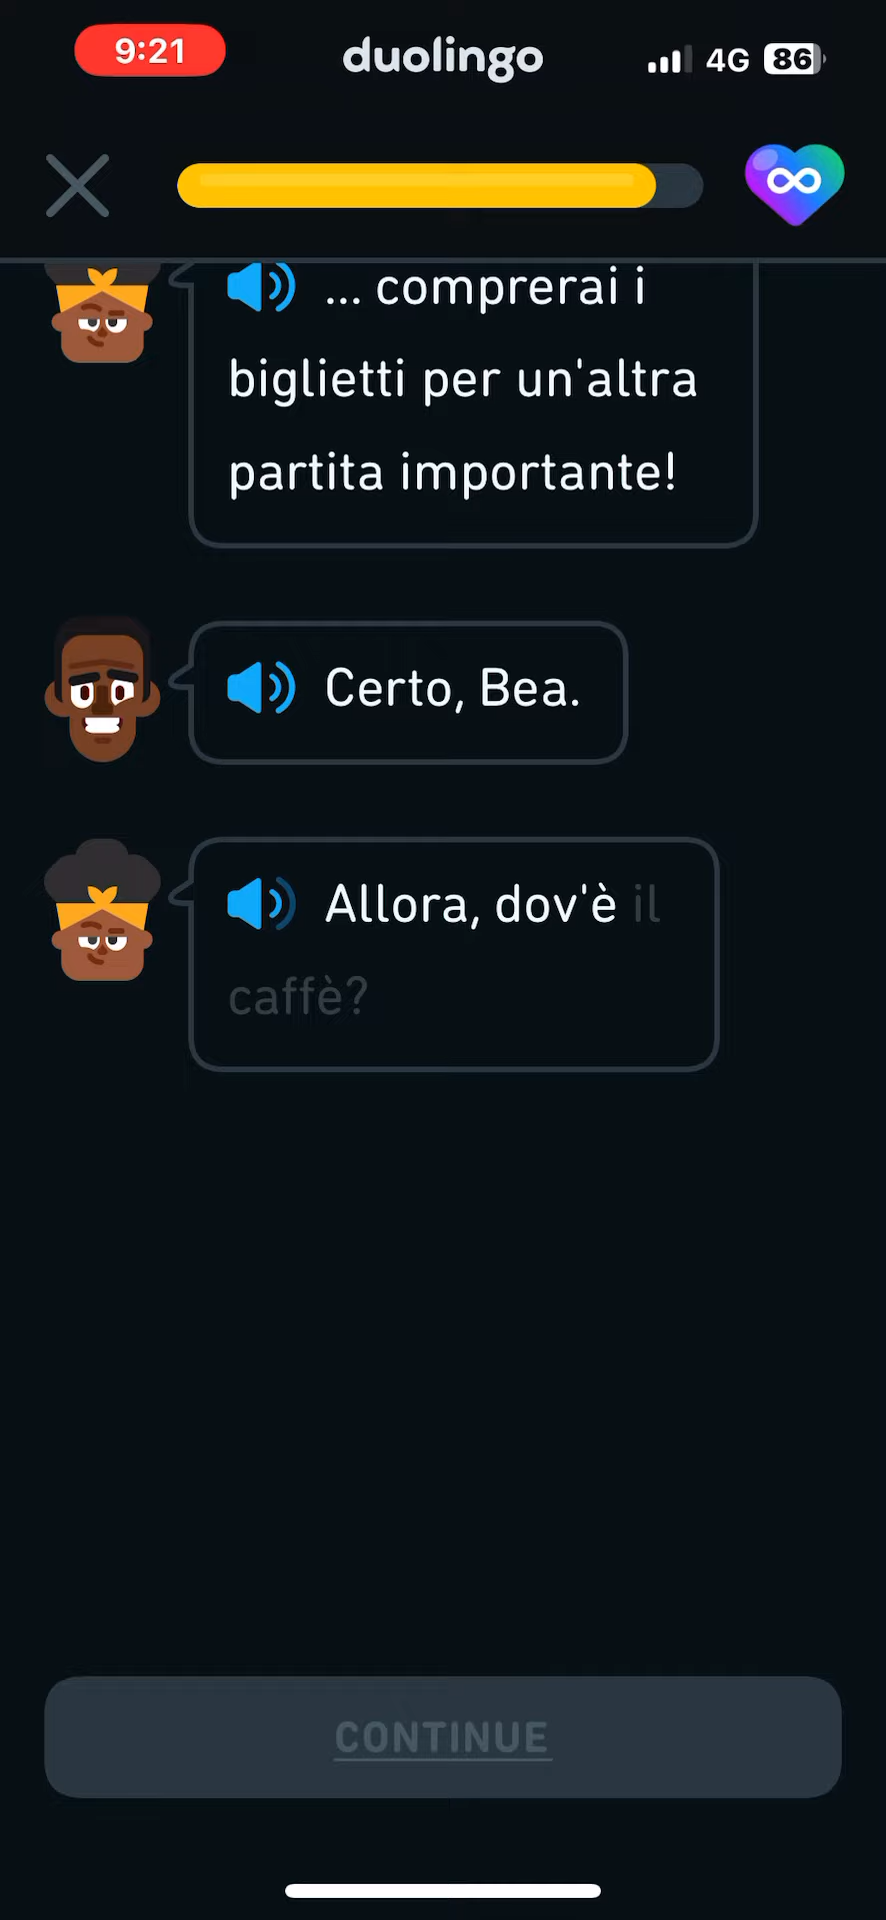 9:21
duolingo
4G
86
... comprerai i
biglietti per un'altra
partita importante!
Certo, Bea.
Allora, dov'è il
caffè?
CONTINUE